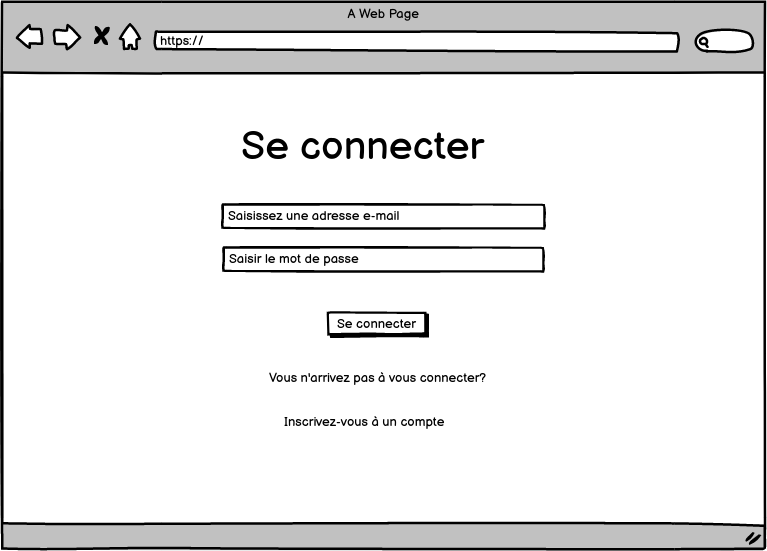 A Web Page
https://
Se connecter
Saisissez une adresse e-mail
Saisir le mot de passe
Se connecter
Vous n'arrivez pas à vous connecter?
Inscrivez-vous à un compte